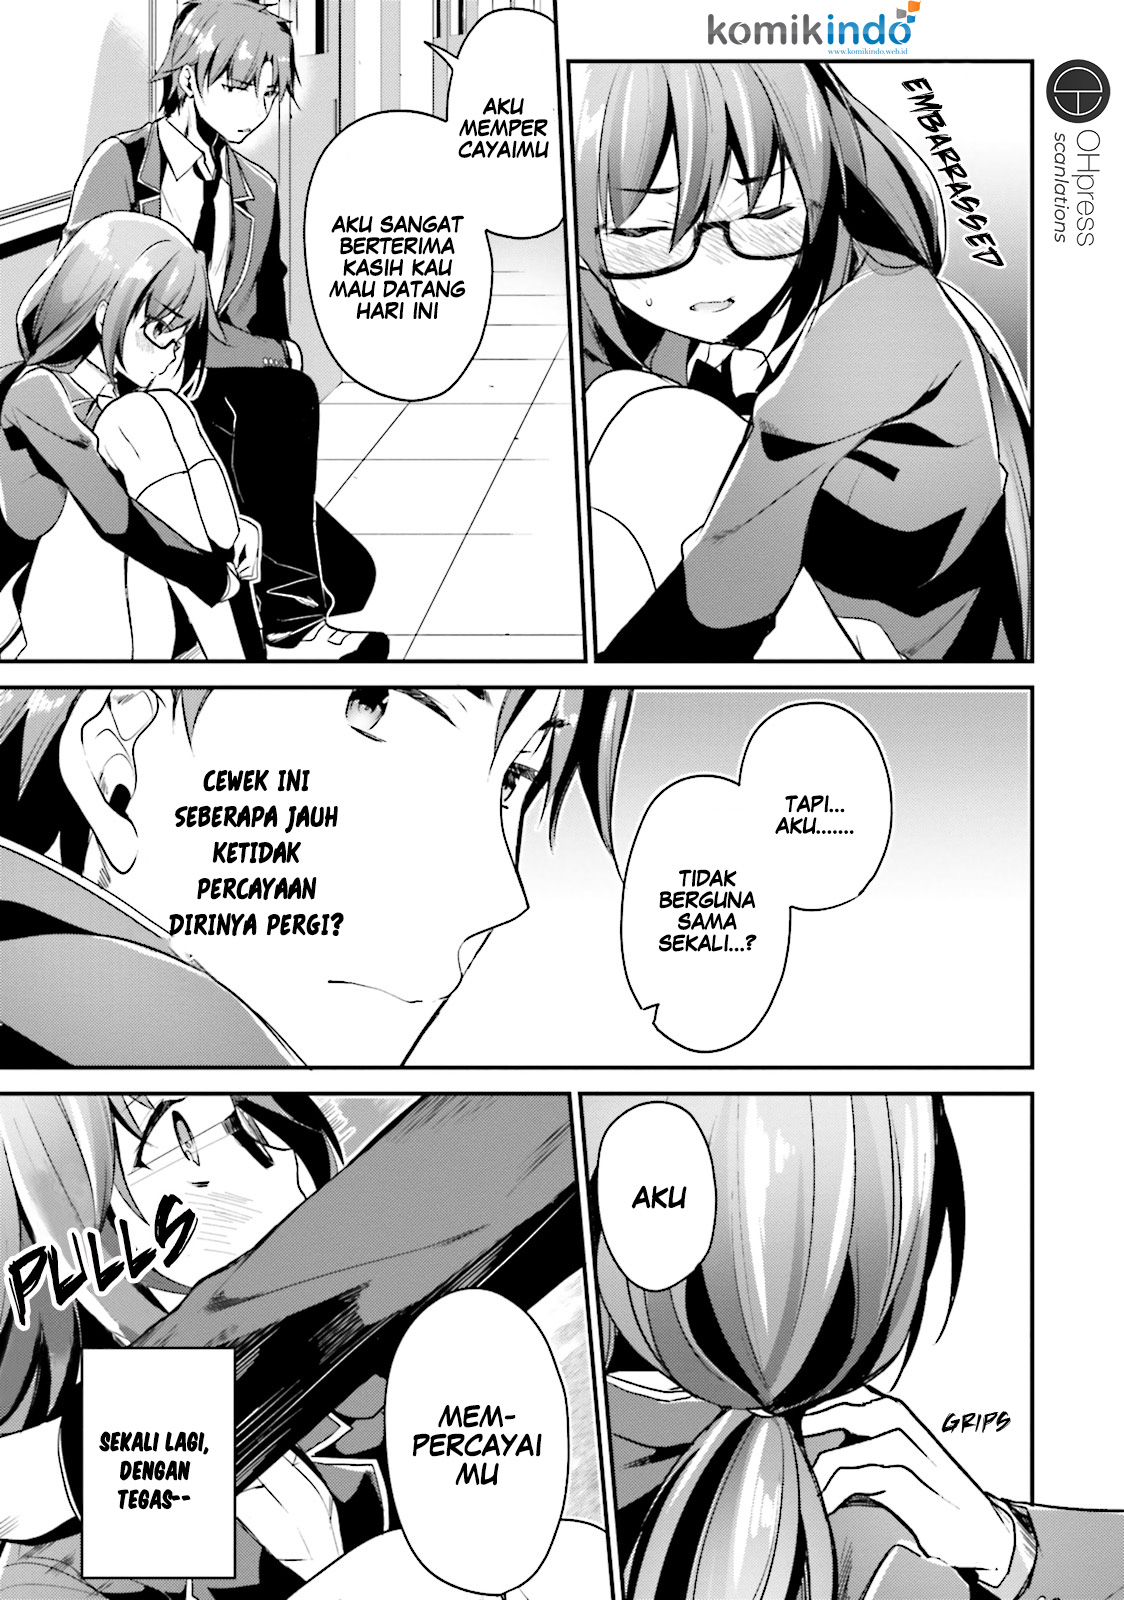 komikindo
www.komikindo.web.id
OHpress
scanlations
EMBARRASSED
AKU
MEMPER
CAYAIMU
AKU SANGAT
BERTERIMA
KASIH KAU
MAU DATANG
HARI INI
TAPI...
AKU.......
TIDAK
BERGUNA
SAMA
SEKALI...?
CEWEK INI
SEBERAPA JAUH
KETIDAK
PERCAYAAN
DIRINYA PERGI?
AKU
GRIPS
PULLS
MEM-
PERCAYAI
MU
SEKALI LAGI,
DENGAN
TEGAS--